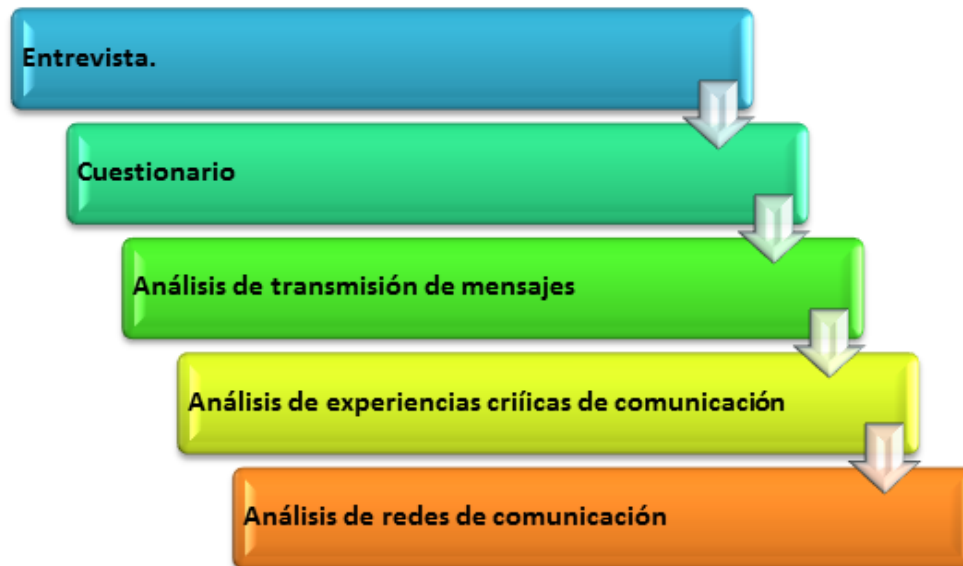 Entrevista.
Cuestionario
Análisis de transmisión de mensajes
Análisis de experiencias criíicas de comunicación
Análisis de redes de comunicación